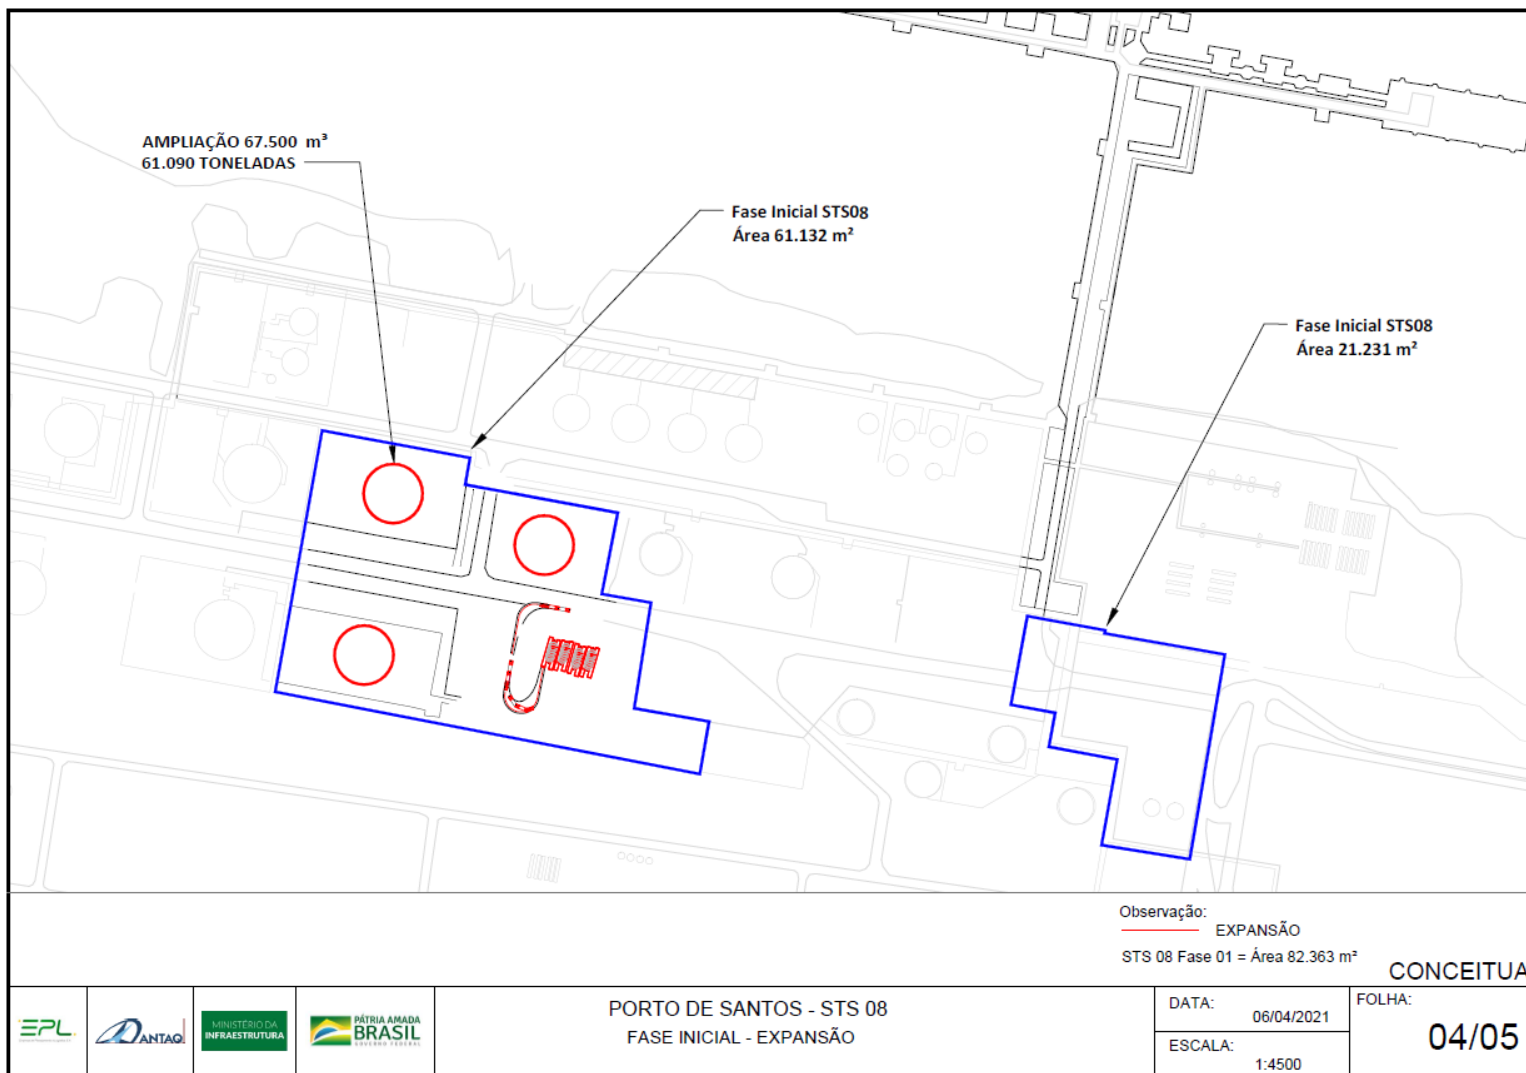 AMPLIAÇÃO 67.500 m³
61.090 TONELADAS
Fase Inicial STS08
Área 61.132 m²
Fase Inicial STS08
Área 21.231 m²
Observação:
EXPANSÃO
STS 08 Fase 01 = Área 82.363 m²
CONCEITUA
EPL
ANTAQ
MINISTÉRIO DA
INFRAESTRUTURA
PÁTRIA AMADA
BRASIL
GOVERNO FEDERAL
PORTO DE SANTOS - STS 08
FASE INICIAL - EXPANSÃO
DATA:
06/04/2021
ESCALA:
1:4500
FOLHA:
04/05